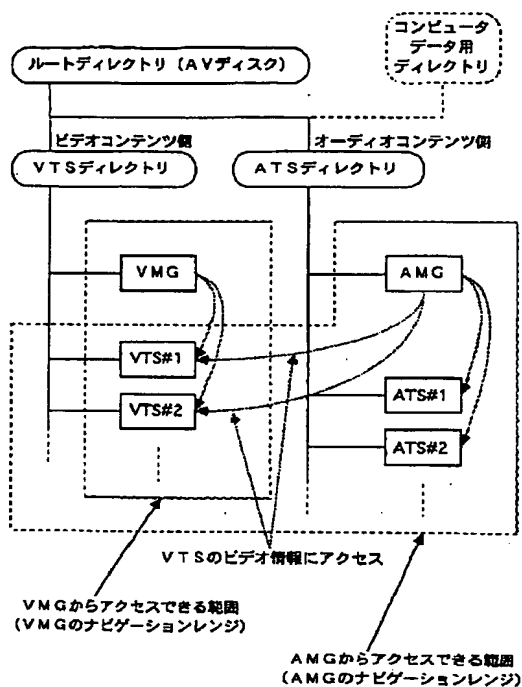 コンピュータ
データ用
ディレクトリ
ルートディレクトリ（AVディスク）
ビデオコンテンツ側
オーディオコンテンツ側
VTSディレクトリ
ATSディレクトリ
VMG
AMG
VTS#1
VTS#2
ATS#1
ATS#2
VTSのビデオ情報にアクセス
VMGからアクセスできる範囲
（VMGのナビゲーションレンジ）
AMGからアクセスできる範囲
（AMGのナビゲーションレンジ）